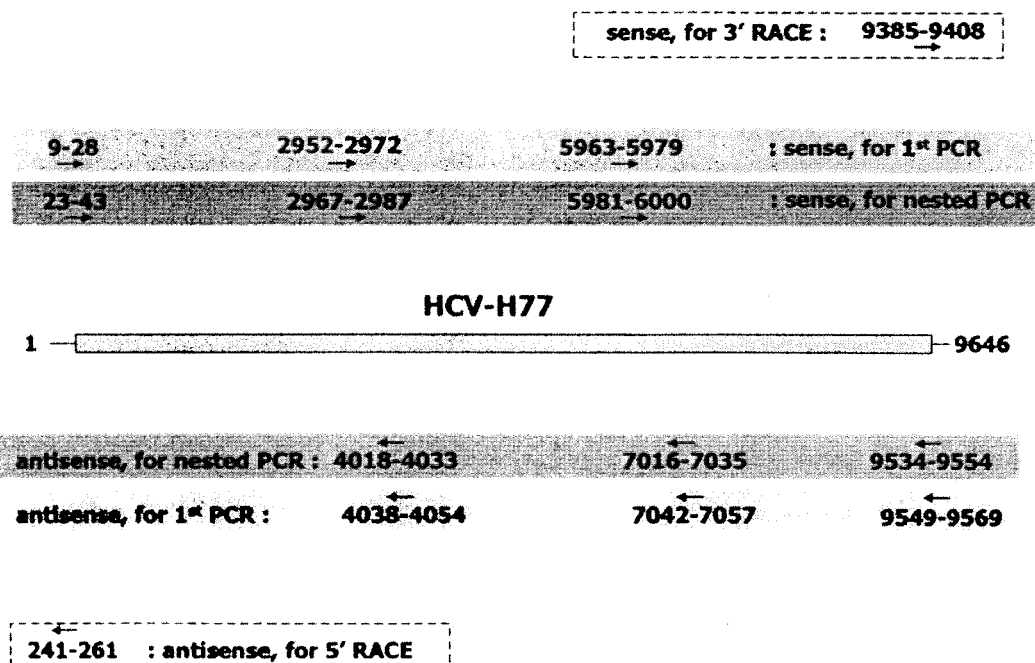 sense, for 3' RACE : 9385-9408
9-28 2952-2972 5963-5979 : sense, for 1st PCR
23-43 2967-2987 5981-6000 : sense, for nested PCR
HCV-H77
1 9646
antisense, for nested PCR : 4018-4033 7016-7035 9534-9554
antisense, for 1st PCR : 4038-4054 7042-7057 9549-9569
241-261 : antisense, for 5' RACE